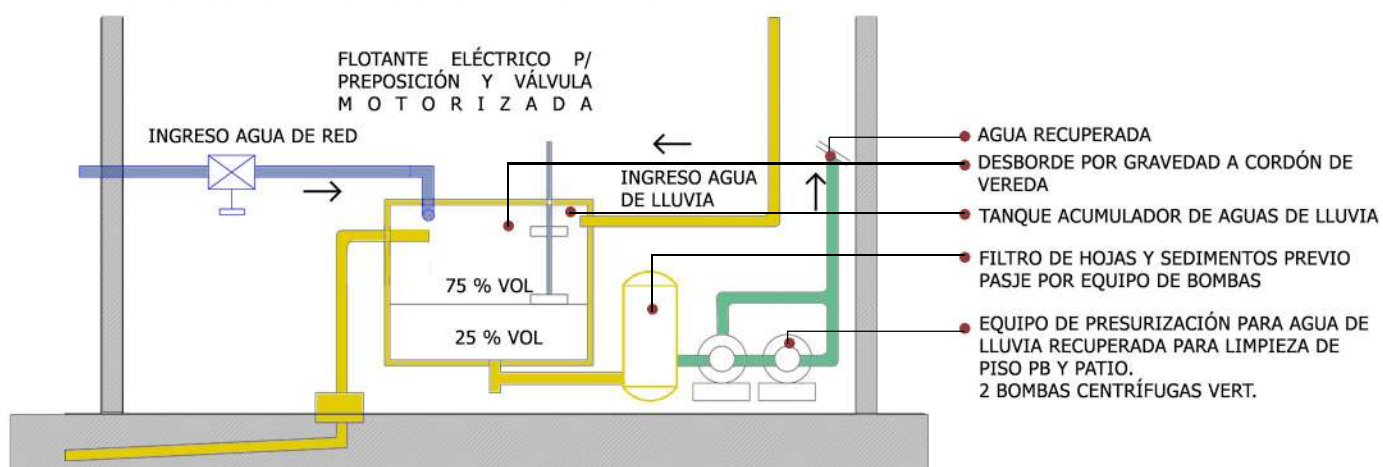 FLOTANTE ELÉCTRICO P/
PREPOSICIÓN Y VÁLVULA
M O T O R I Z A D A
INGRESO AGUA DE RED
INGRESO AGUA
DE LLUVIA
75 % VOL
25 % VOL
AGUA RECUPERADA
DESBORDE POR GRAVEDAD A CORDÓN DE
VEREDA
TANQUE ACUMULADOR DE AGUAS DE LLUVIA
FILTRO DE HOJAS Y SEDIMENTOS PREVIO
PASJE POR EQUIPO DE BOMBAS
EQUIPO DE PRESURIZACIÓN PARA AGUA DE
LLUVIA RECUPERADA PARA LIMPIEZA DE
PISO PB Y PATIO.
2 BOMBAS CENTRÍFUGAS VERT.